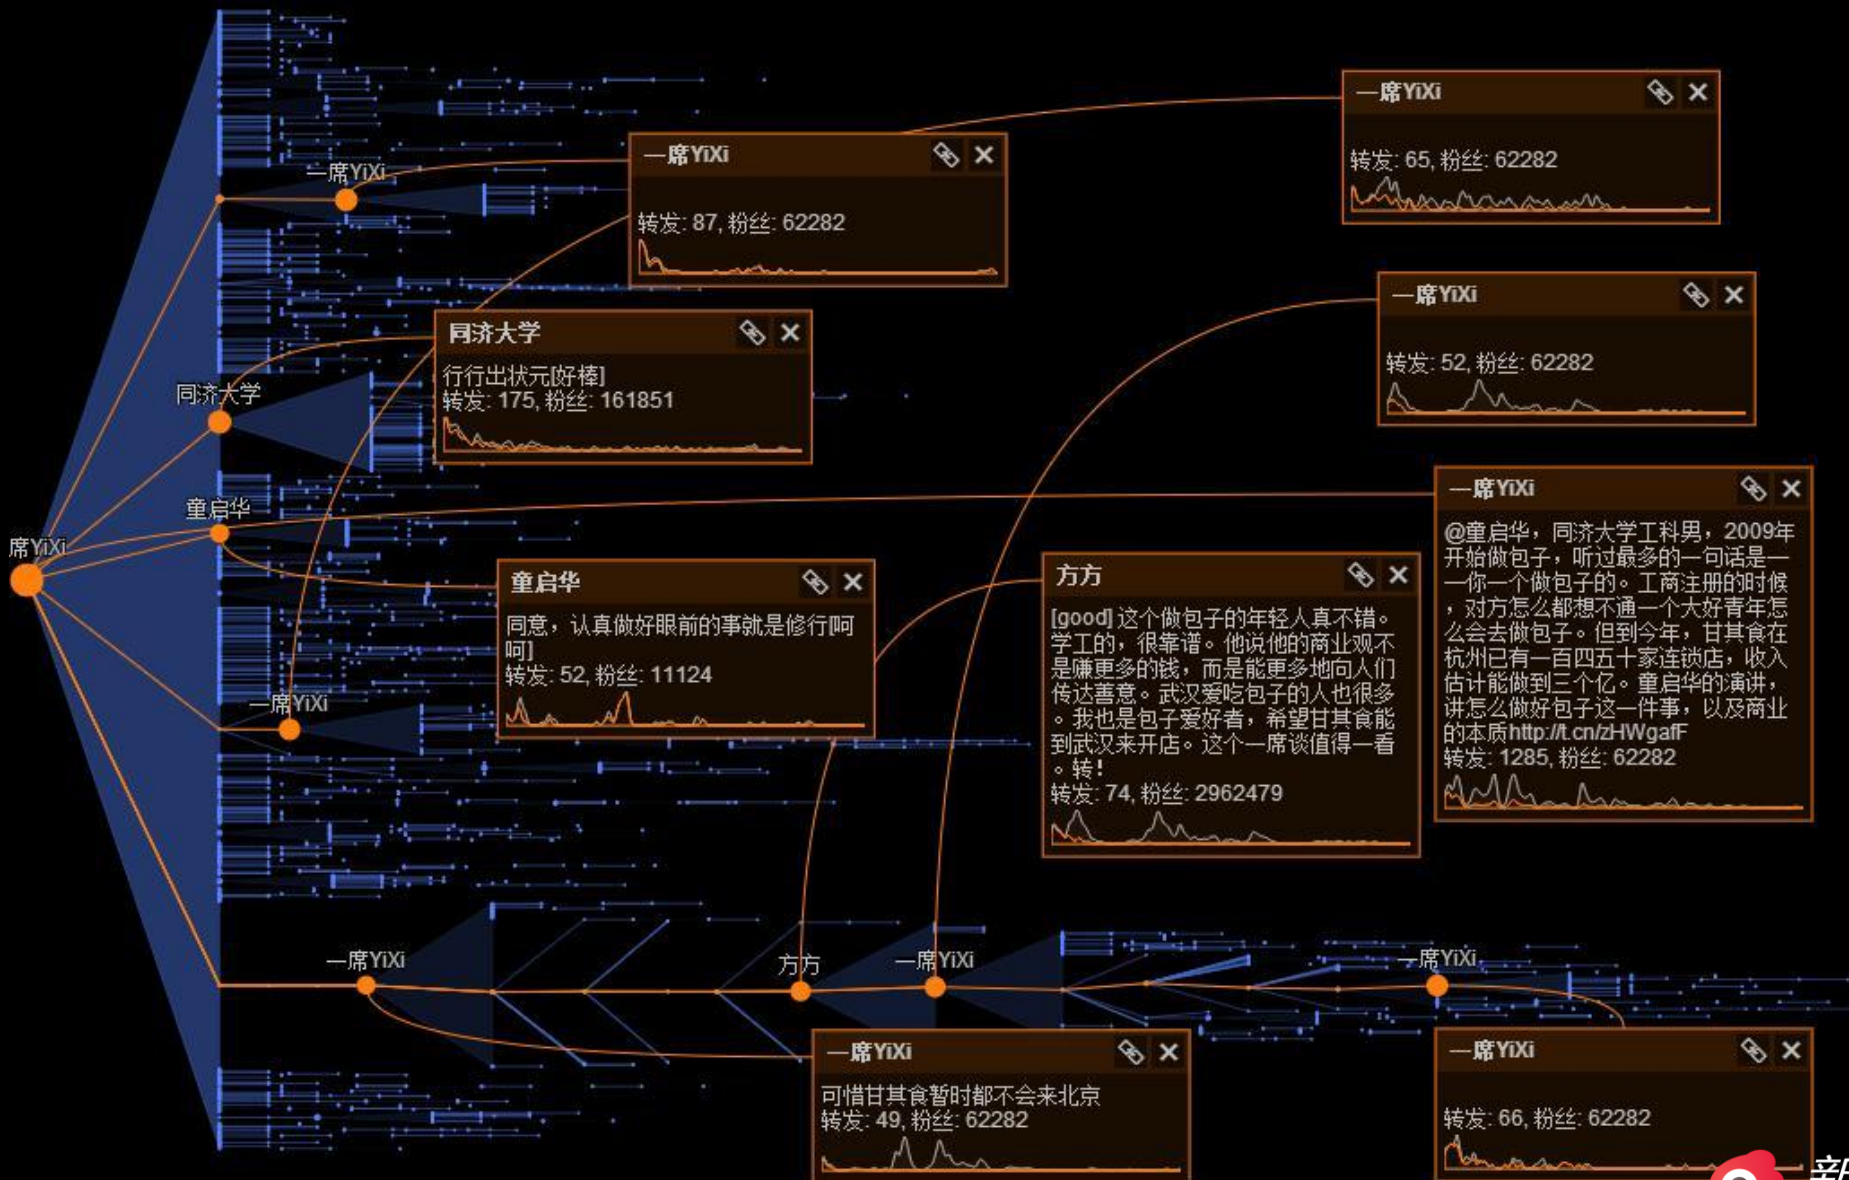 一席YiXi
转发: 65, 粉丝: 62282
一席YiXi
转发: 87, 粉丝: 62282
一席YiXi
一席YiXi
转发: 52, 粉丝: 62282
同济大学
行行出状元[好棒]
转发: 175, 粉丝: 161851
同济大学
一席YiXi
@童启华，同济大学工科男，2009年
开始做包子，听过最多的一句话是一
一你一个做包子的。工商注册的时候
，对方怎么都想不通一个大好青年怎
么会去做包子。但到今年，甘其食在
杭州已有一百四五十家连锁店，收入
估计能做到三个亿。童启华的演讲，
讲怎么做好包子这一件事，以及商业
的本质http://t.cn/zHWgafF
转发: 1285, 粉丝: 62282
童启华
席YiXi
童启华
同意，认真做好眼前的事就是修行[呵
呵]
转发: 52, 粉丝: 11124
方方
[good] 这个做包子的年轻人真不错。
学工的，很靠谱。他说他的商业观不
是赚更多的钱，而是能更多地向人们
传达善意。武汉爱吃包子的人也很多
。我也是包子爱好者，希望甘其食能
到武汉来开店。这个一席谈值得一看
。转！
转发: 74, 粉丝: 2962479
一席YiXi
一席YiXi
方方
一席YiXi
一席YiXi
一席YiXi
可惜甘其食暂时都不会来北京
转发: 49, 粉丝: 62282
一席YiXi
转发: 66, 粉丝: 62282